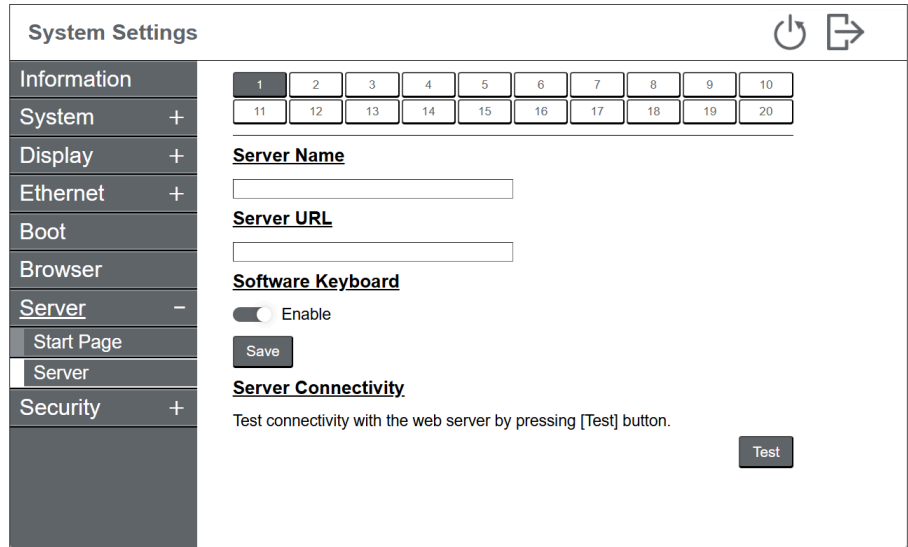 System Settings
Information
System +
Display +
Ethernet +
Boot
Browser
Server −
Start Page
Server
Security +
1 2 3 4 5 6 7 8 9 10
11 12 13 14 15 16 17 18 19 20
Server Name
Server URL
Software Keyboard
Enable
Save
Server Connectivity
Test connectivity with the web server by pressing [Test] button.
Test